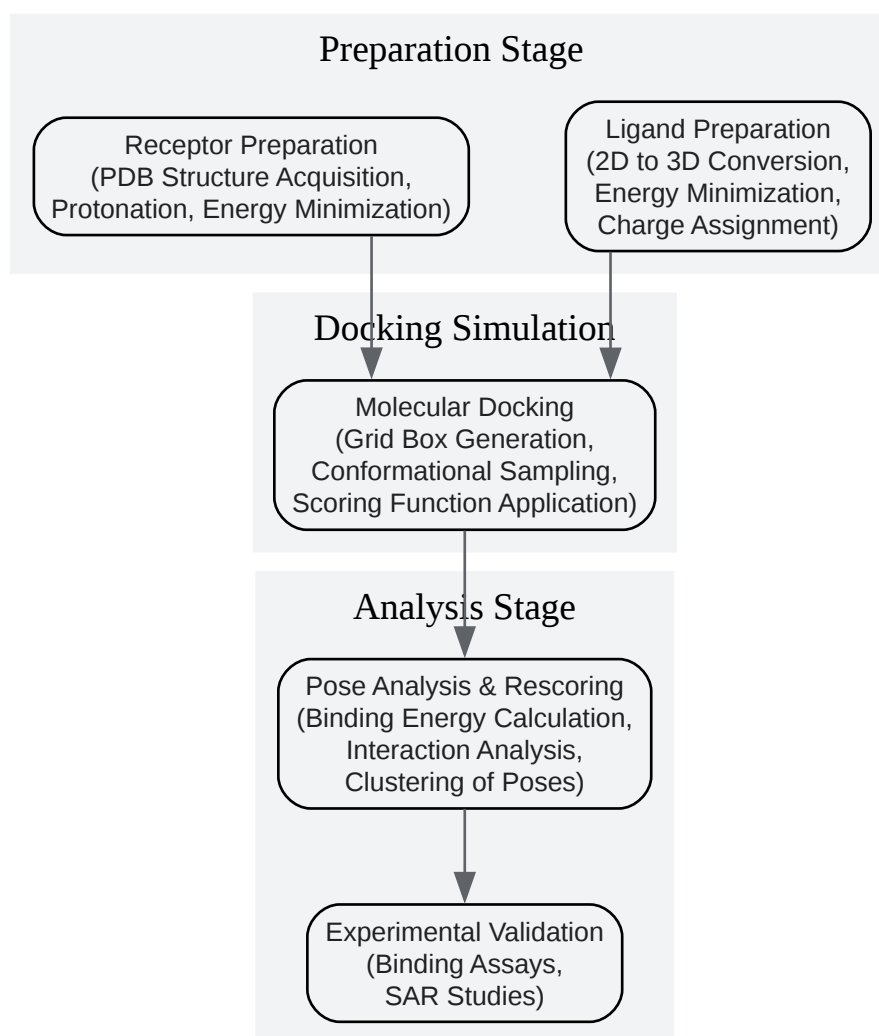 Preparation Stage
Receptor Preparation
(PDB Structure Acquisition,
Protonation, Energy Minimization)
Ligand Preparation
(2D to 3D Conversion,
Energy Minimization,
Charge Assignment)
Docking Simulation
Molecular Docking
(Grid Box Generation,
Conformational Sampling,
Scoring Function Application)
Analysis Stage
Pose Analysis & Rescoring
(Binding Energy Calculation,
Interaction Analysis,
Clustering of Poses)
Experimental Validation
(Binding Assays,
SAR Studies)